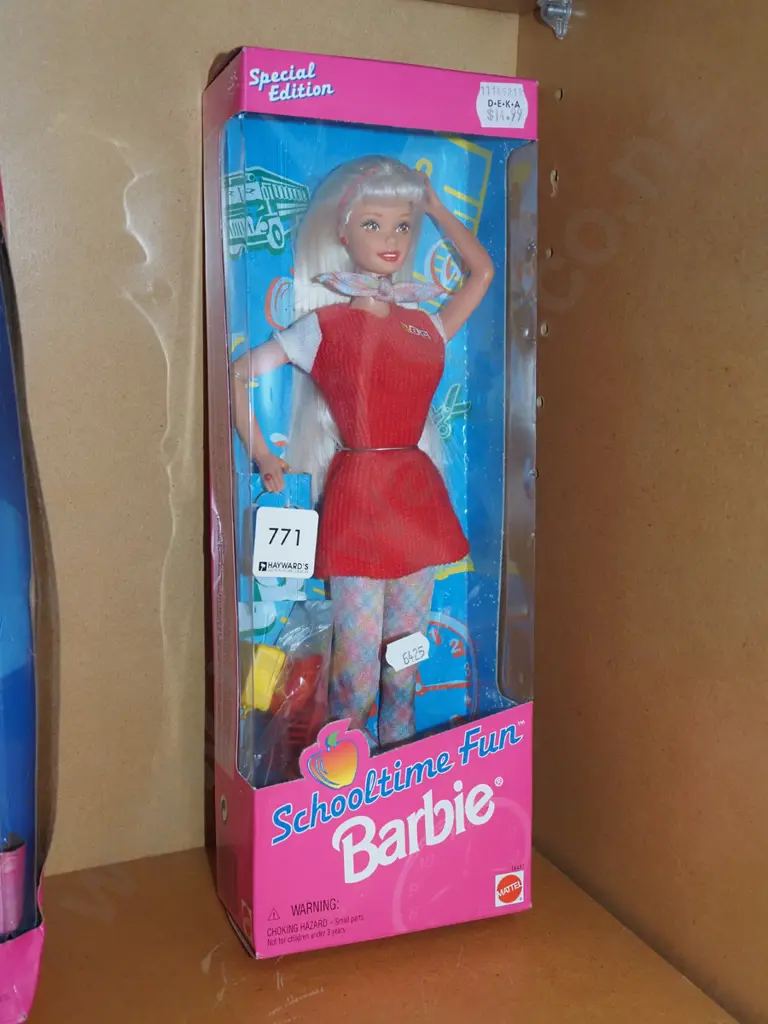 Special
Edition
D•E•K•A
$14.99
771
HAYWARD'S
8425
Schooltime Fun™
Barbie®
WARNING:
CHOKING HAZARD – Small parts
Not for children under 3 years.
MATTEL